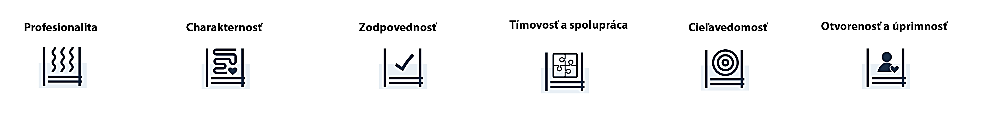 Profesionalita
Charakternosť
Zodpovednosť
Tímovosť a spolupráca
Cieľavedomosť
Otvorenosť a úprimnosť